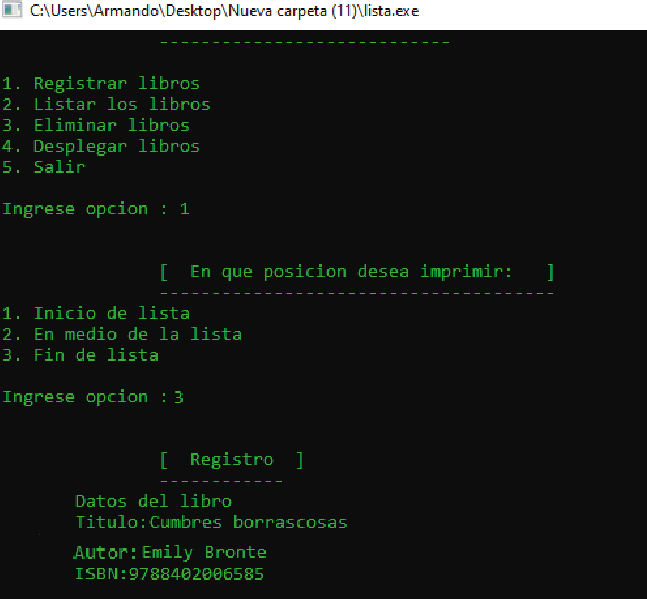 C:\Users\Armando\Desktop\Nueva carpeta (11)\lista.exe
----------------------------
1. Registrar libros
2. Listar los libros
3. Eliminar libros
4. Desplegar libros
5. Salir
Ingrese opcion : 1
[  En que posicion desea imprimir:   ]
--------------------------------------
1. Inicio de lista
2. En medio de la lista
3. Fin de lista
Ingrese opcion :3
[  Registro  ]
------------
Datos del libro
Titulo:Cumbres borrascosas
Autor:Emily Bronte
ISBN:9788402006585